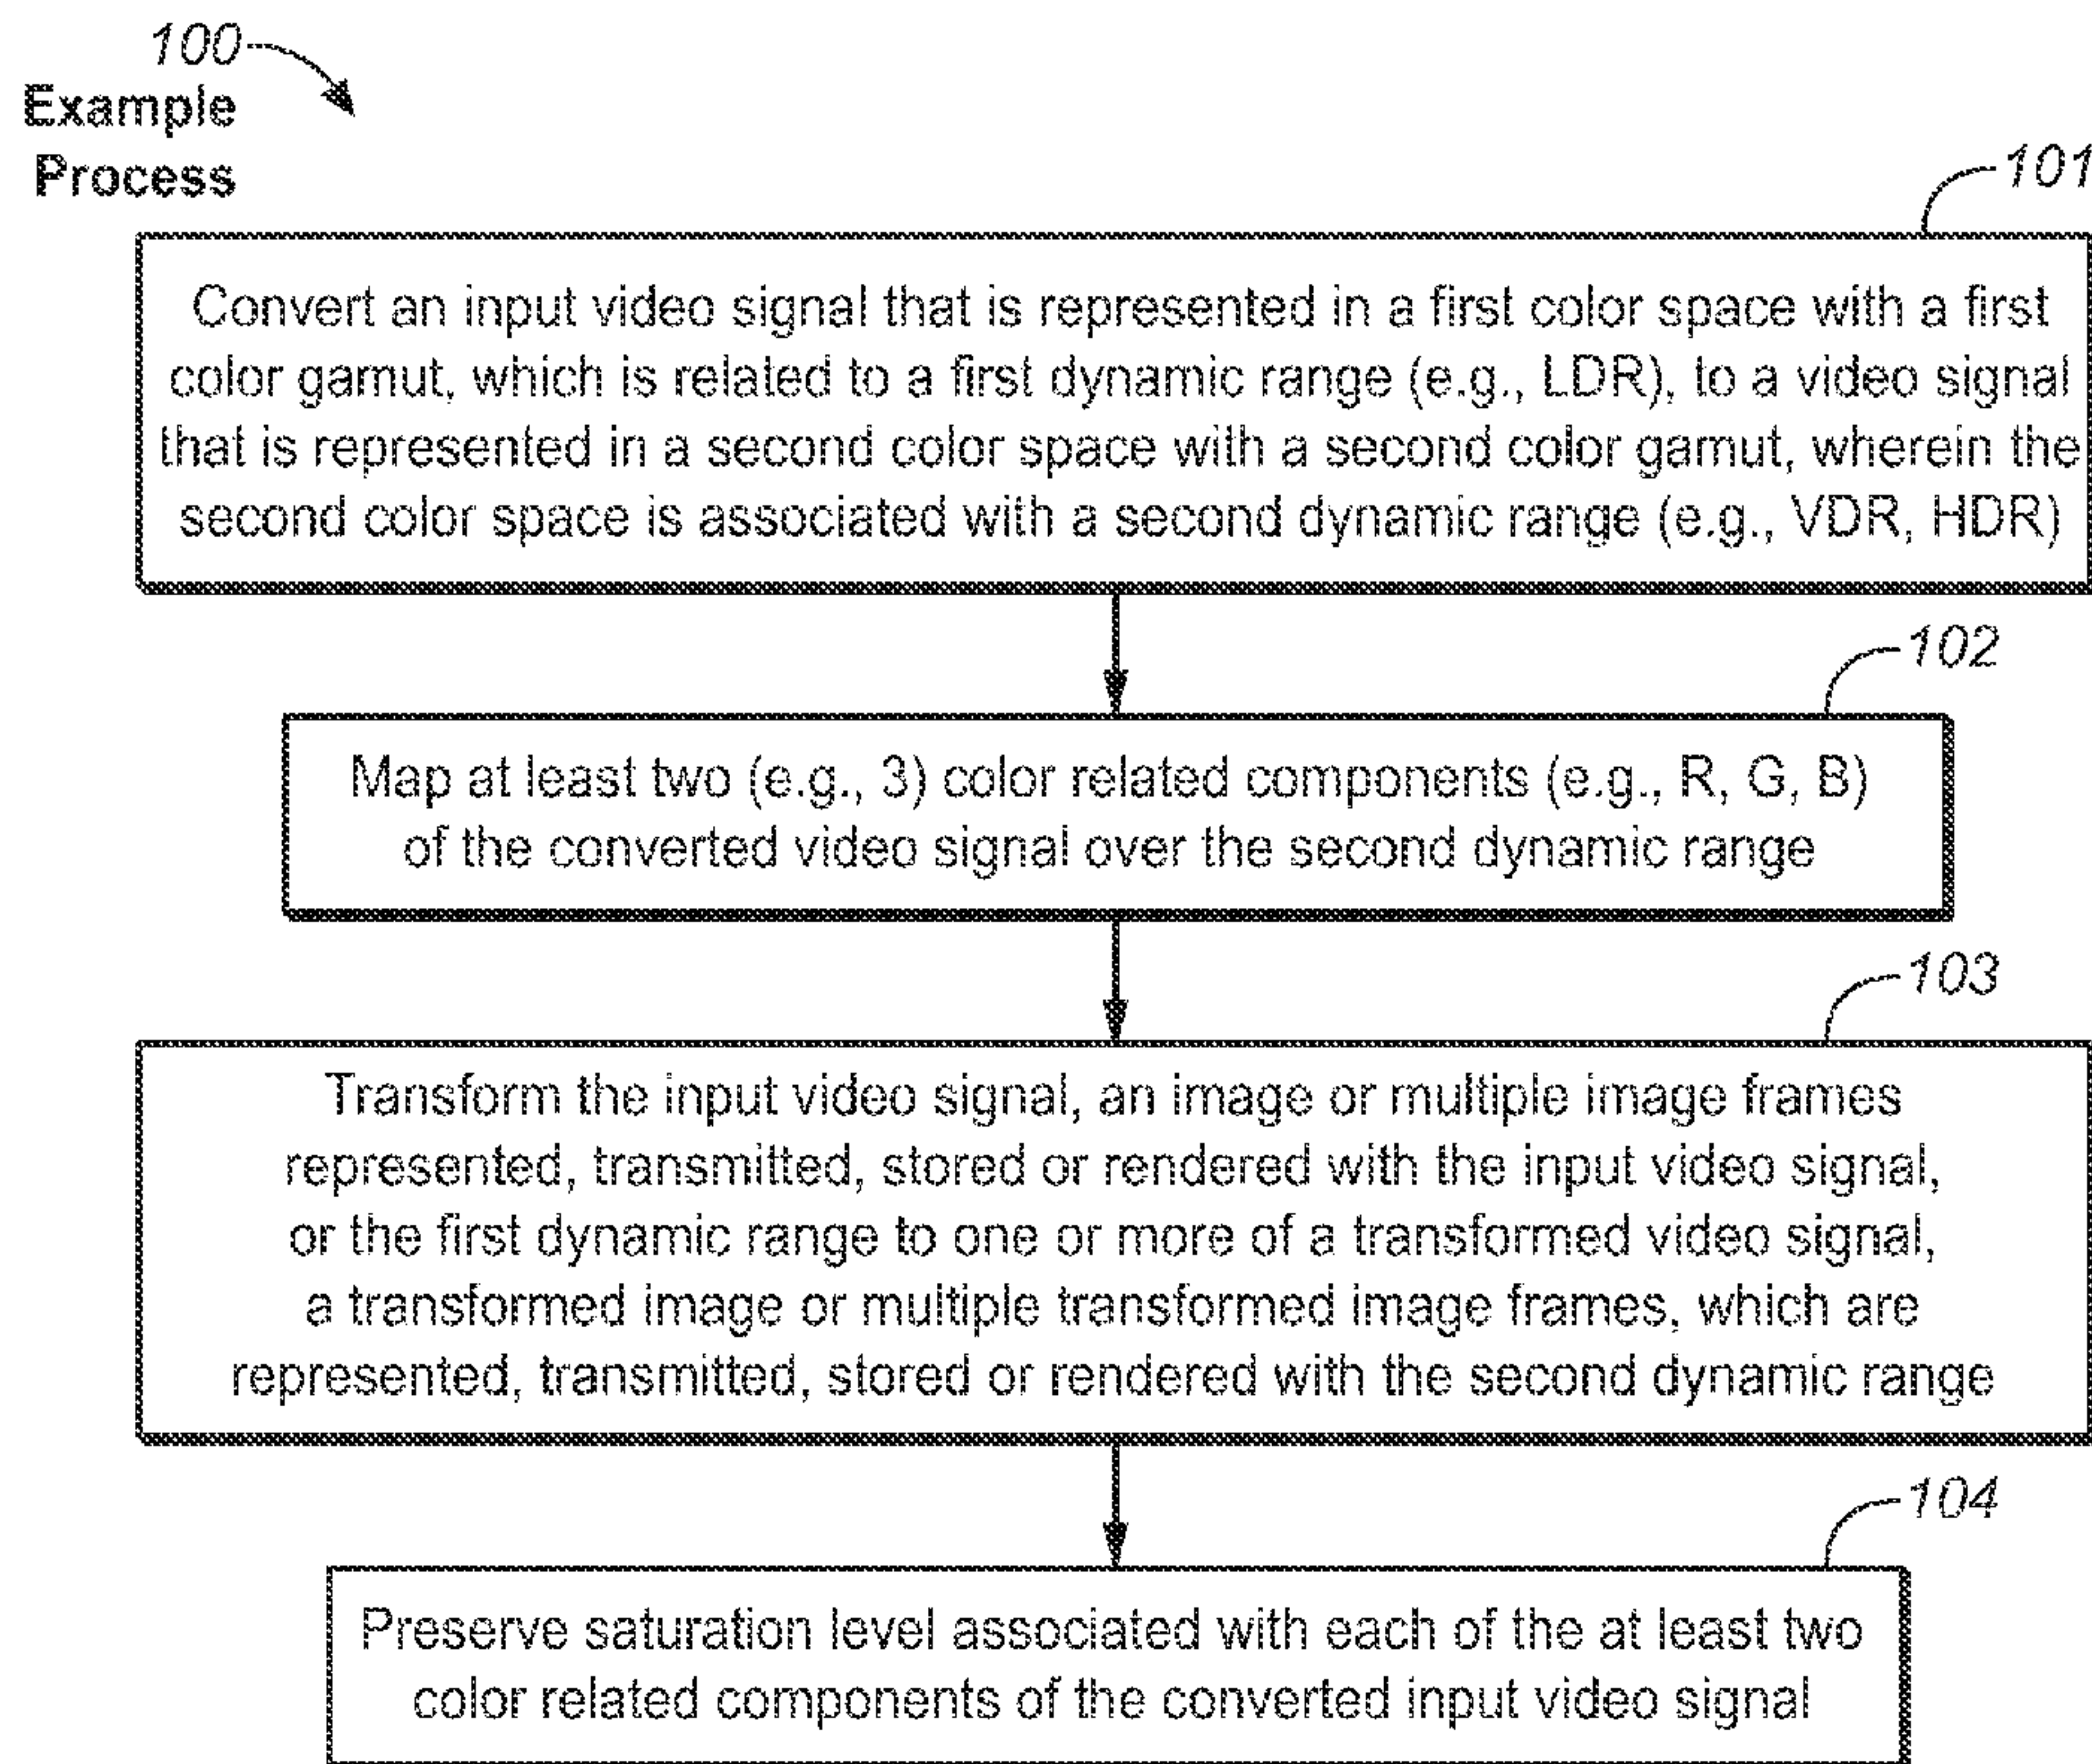 100
Example
Process
101
Convert an input video signal that is represented in a first color space with a first
color gamut, which is related to a first dynamic range (e.g., LDR), to a video signal
that is represented in a second color space with a second color gamut, wherein the
second color space is associated with a second dynamic range (e.g., VDR, HDR)
102
Map at least two (e.g., 3) color related components (e.g., R, G, B)
of the converted video signal over the second dynamic range
103
Transform the input video signal, an image or multiple image frames
represented, transmitted, stored or rendered with the input video signal,
or the first dynamic range to one or more of a transformed video signal,
a transformed image or multiple transformed image frames, which are
represented, transmitted, stored or rendered with the second dynamic range
104
Preserve saturation level associated with each of the at least two
color related components of the converted input video signal